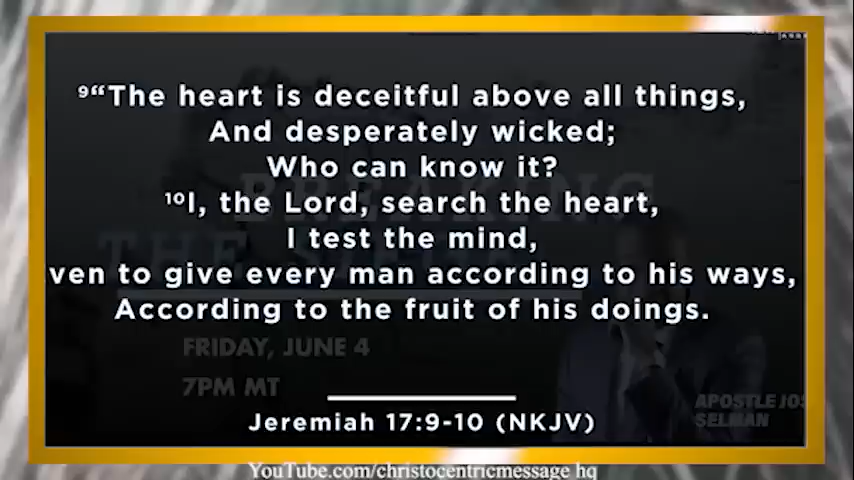 ⁹“The heart is deceitful above all things,
And desperately wicked;
Who can know it?
¹⁰I, the Lord, search the heart,
I test the mind,
ven to give every man according to his ways,
According to the fruit of his doings.
FRIDAY, JUNE 4
7PM MT
APOSTLE JOS
SELMAN
Jeremiah 17:9-10 (NKJV)
YouTube.com/christocentricmessage hq